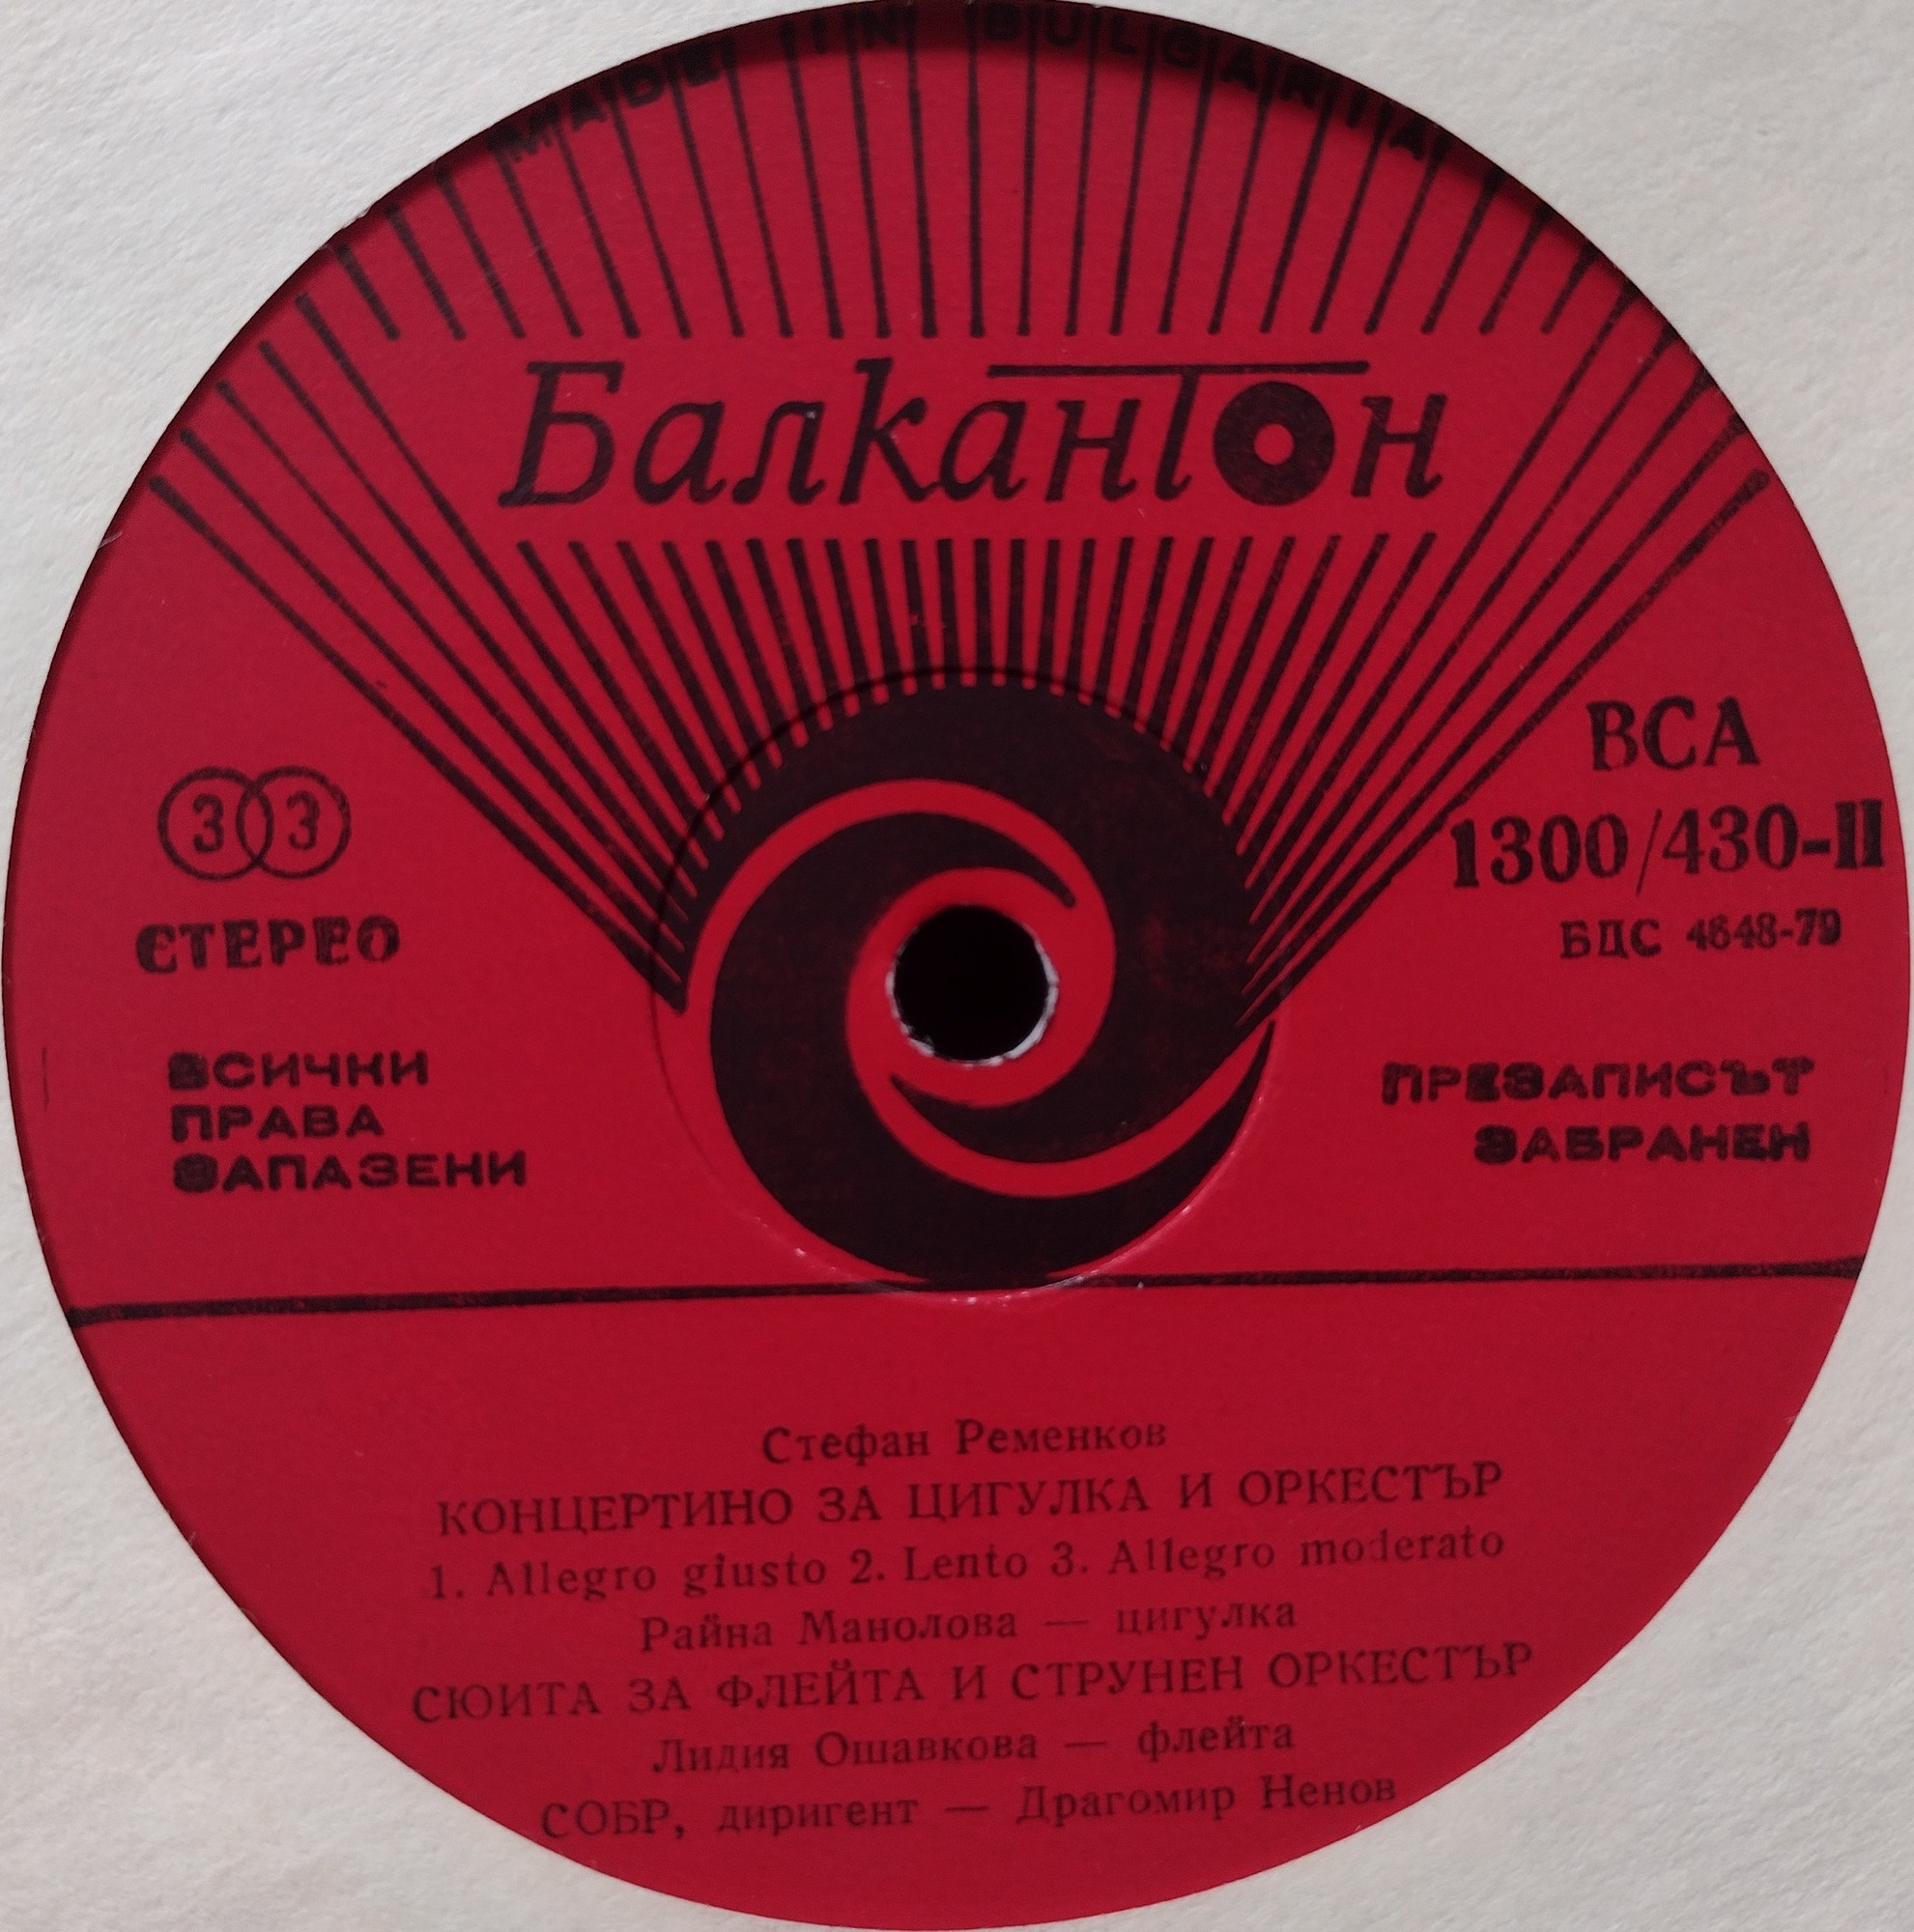 MADE IN BULGARIA
Балкантон
33
СТЕРЕО
ВСИЧКИ
ПРАВА
ЗАПАЗЕНИ
ВСА
1300/430-II
БДС 4648-79
ПРЕЗАПИСЪТ
ЗАБРАНЕН
Стефан Ременков
КОНЦЕРТИНО ЗА ЦИГУЛКА И ОРКЕСТЪР
1. Allegro giusto 2. Lento 3. Allegro moderato
Райна Манолова — цигулка
СЮИТА ЗА ФЛЕЙТА И СТРУНЕН ОРКЕСТЪР
Лидия Ошавкова — флейта
СОБР, диригент — Драгомир Ненов